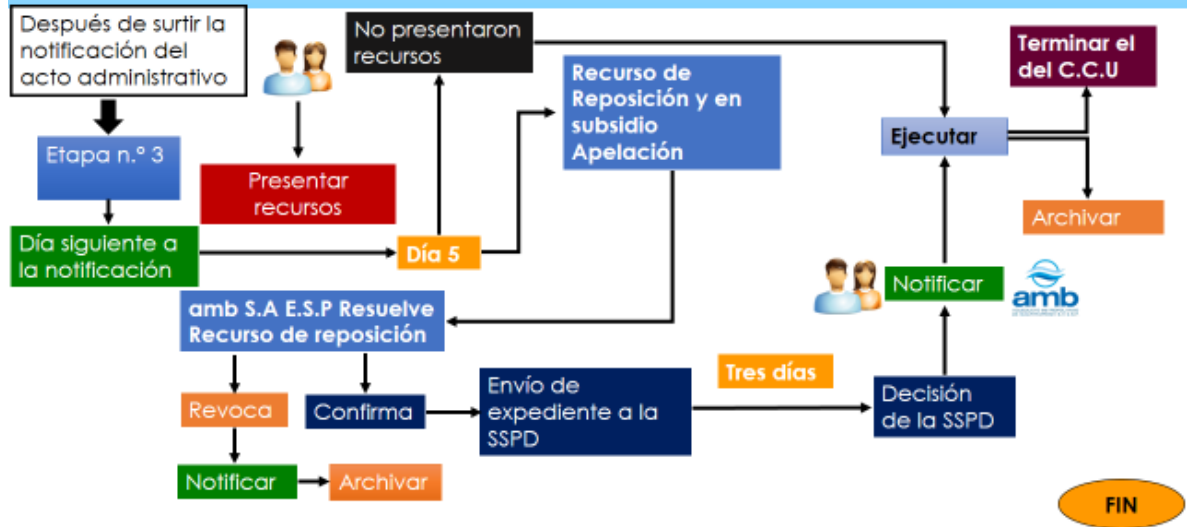 Después de surtir la
notificación del
acto administrativo
No presentaron
recursos
Recurso de
Reposición y en
subsidio
Apelación
Terminar el
del C.C.U
Etapa n.° 3
Presentar
recursos
Ejecutar
Archivar
Día siguiente a
la notificación
Día 5
Notificar
amb
amb S.A E.S.P Resuelve
Recurso de reposición
Tres días
Revoca
Confirma
Envío de
expediente a la
SSPD
Decisión
de la SSPD
Notificar
Archivar
FIN